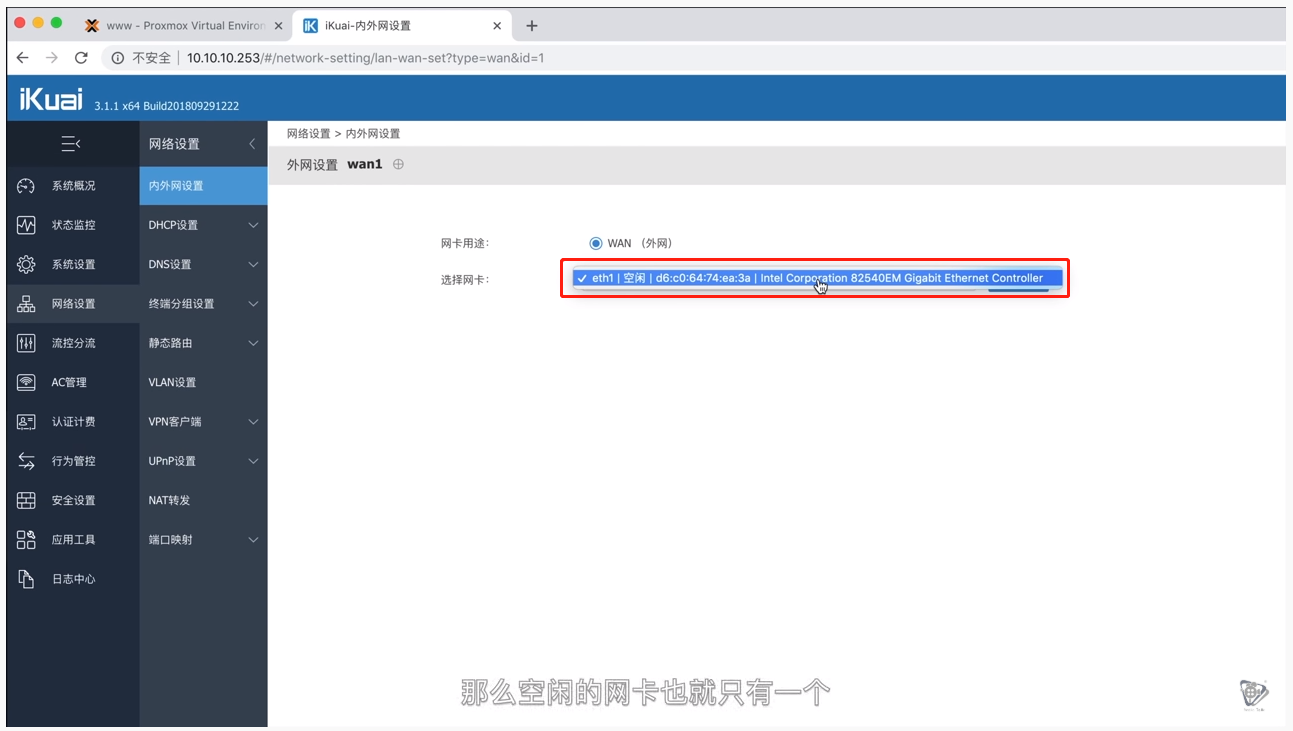 www - Proxmox Virtual Environ
iKuai-内外网设置
不安全 | 10.10.10.253/#/network-setting/lan-wan-set?type=wan&id=1
iKuai 3.1.1 x64 Build201809291222
网络设置
网络设置 > 内外网设置
外网设置 wan1
系统概况
状态监控
系统设置
网络设置
流控分流
AC管理
认证计费
行为管控
安全设置
应用工具
日志中心
内外网设置
DHCP设置
DNS设置
终端分组设置
静态路由
VLAN设置
VPN客户端
UPnP设置
NAT转发
端口映射
网卡用途: WAN （外网）
选择网卡: eth1 | 空闲 | d6:c0:64:74:ea:3a | Intel Corporation 82540EM Gigabit Ethernet Controller
那么空闲的网卡也就只有一个